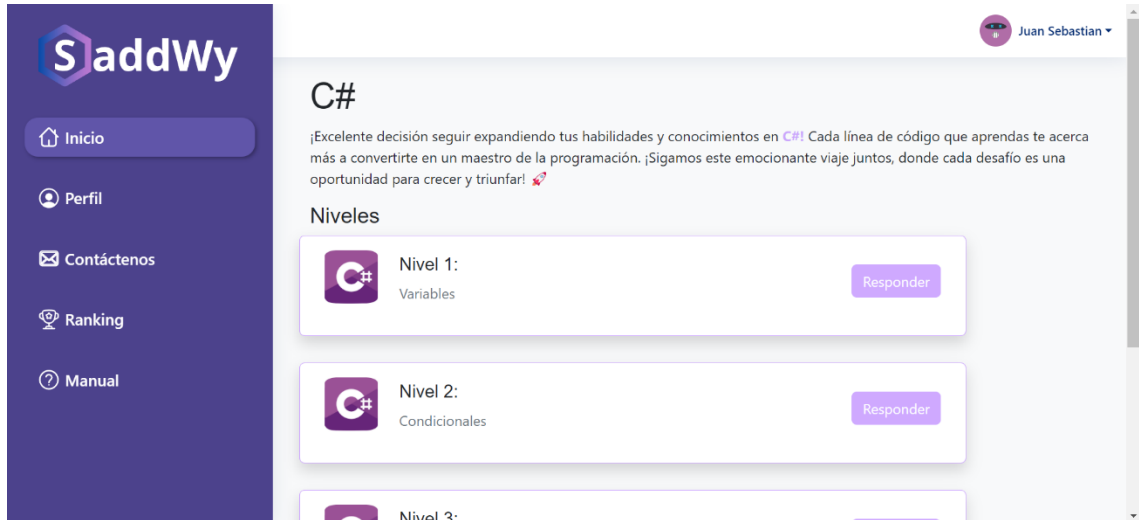 SaddWy
Juan Sebastian
Inicio
Perfil
Contáctenos
Ranking
Manual
C#
¡Excelente decisión seguir expandiendo tus habilidades y conocimientos en C#! Cada línea de código que aprendas te acerca
más a convertirte en un maestro de la programación. ¡Sigamos este emocionante viaje juntos, donde cada desafío es una
oportunidad para crecer y triunfar! 🚀
Niveles
C#
Nivel 1:
Variables
Responder
C#
Nivel 2:
Condicionales
Responder
Nivel 3: